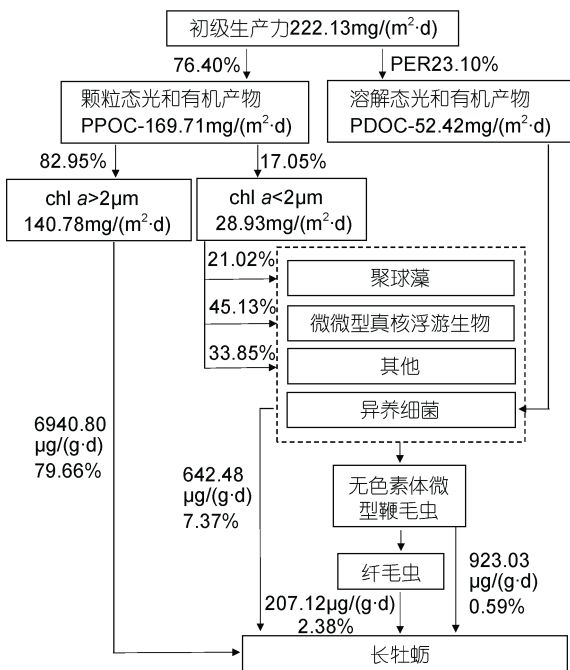 初级生产力222.13mg/(m²·d)
76.40%
PER23.10%
颗粒态光和有机产物
PPOC-169.71mg/(m²·d)
溶解态光和有机产物
PDOC-52.42mg/(m²·d)
82.95%
17.05%
chl a>2μm
140.78mg/(m²·d)
chl a<2μm
28.93mg/(m²·d)
21.02%
聚球藻
45.13%
微微型真核浮游生物
33.85%
其他
异养细菌
6940.80
μg/(g·d)
79.66%
642.48
μg/(g·d)
7.37%
无色素体微
型鞭毛虫
纤毛虫
923.03
μg/(g·d)
0.59%
207.12μg/(g·d)
2.38%
长牡蛎